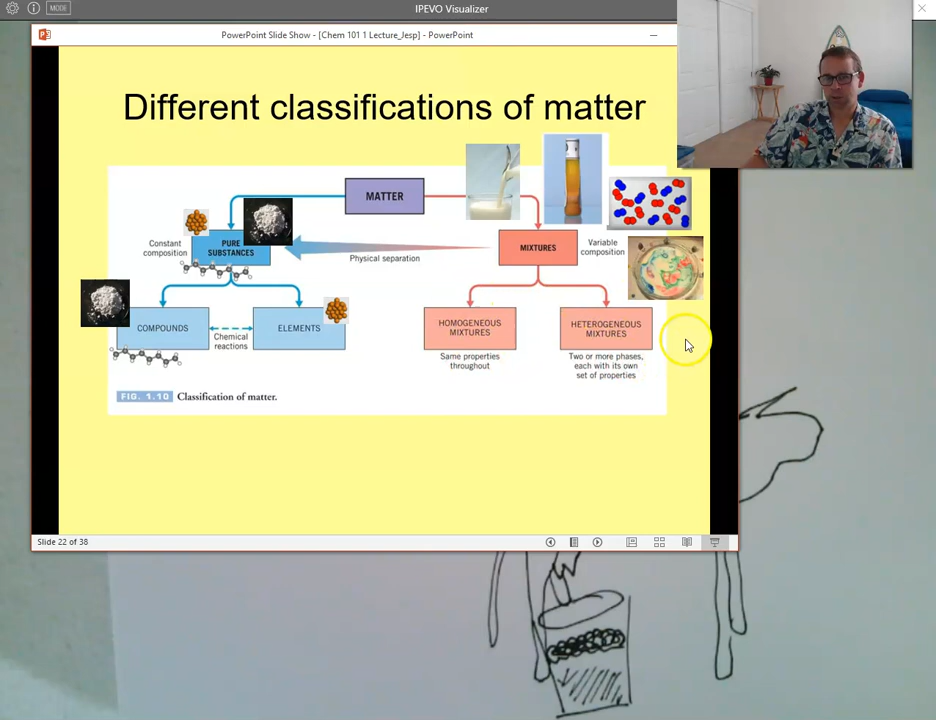 MODE
IPEVO Visualizer
PowerPoint Slide Show - [Chem 101 1 Lecture_Jesp] - PowerPoint
Different classifications of matter
MATTER
Constant
composition
PURE
SUBSTANCES
Physical separation
MIXTURES
Variable
composition
COMPOUNDS
Chemical
reactions
ELEMENTS
HOMOGENEOUS
MIXTURES
Same properties
throughout
HETEROGENEOUS
MIXTURES
Two or more phases,
each with its own
set of properties
FIG. 1.10 Classification of matter.
Slide 22 of 38